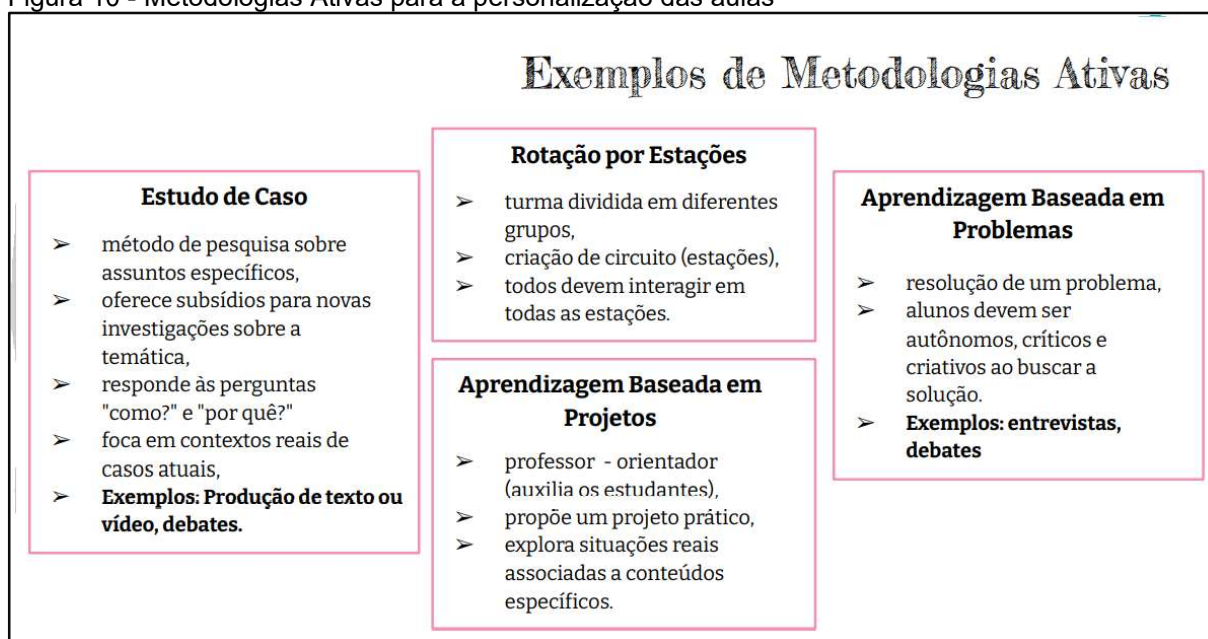 Figura 10 - Metodologias Ativas para a personalização das aulas
Exemplos de Metodologias Ativas
Estudo de Caso
➢ método de pesquisa sobre
assuntos específicos,
➢ oferece subsídios para novas
investigações sobre a
temática,
➢ responde às perguntas
"como?" e "por quê?"
➢ foca em contextos reais de
casos atuais,
➢ Exemplos: Produção de texto ou
vídeo, debates.
Rotação por Estações
➢ turma dividida em diferentes
grupos,
➢ criação de circuito (estações),
➢ todos devem interagir em
todas as estações.
Aprendizagem Baseada em
Projetos
➢ professor - orientador
(auxilia os estudantes),
➢ propõe um projeto prático,
➢ explora situações reais
associadas a conteúdos
específicos.
Aprendizagem Baseada em
Problemas
➢ resolução de um problema,
➢ alunos devem ser
autônomos, críticos e
criativos ao buscar a
solução.
➢ Exemplos: entrevistas,
debates